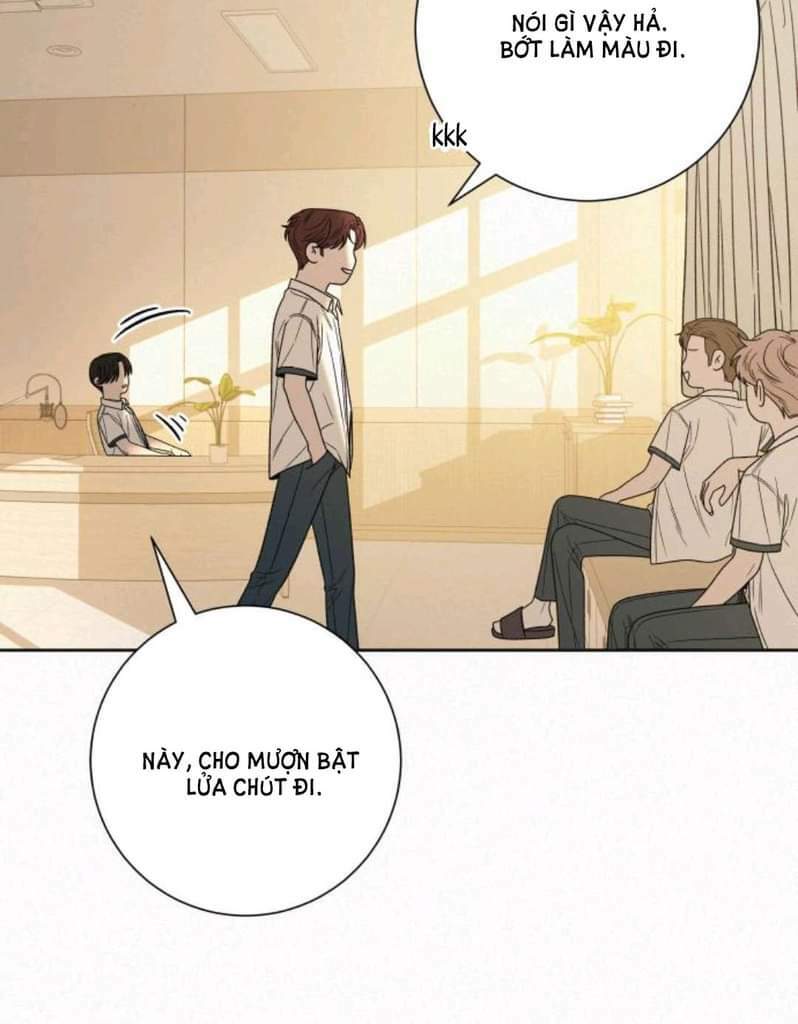 NÓI GÌ VẬY HẢ.
BỚT LÀM MÀU ĐI.
KKK
NÀY, CHO MƯỢN BẬT
LỬA CHÚT ĐI.